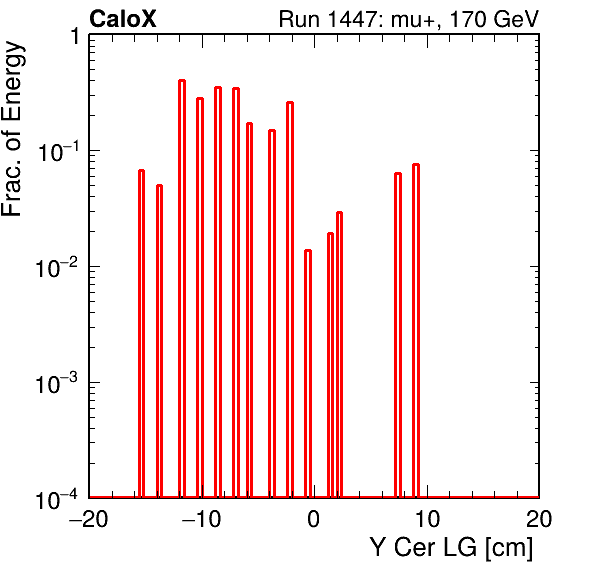 CaloX Run 1447: mu+, 170 GeV
Frac. of Energy
1
10⁻¹
10⁻²
10⁻³
10⁻⁴
−20 −10 0 10 20
Y Cer LG [cm]